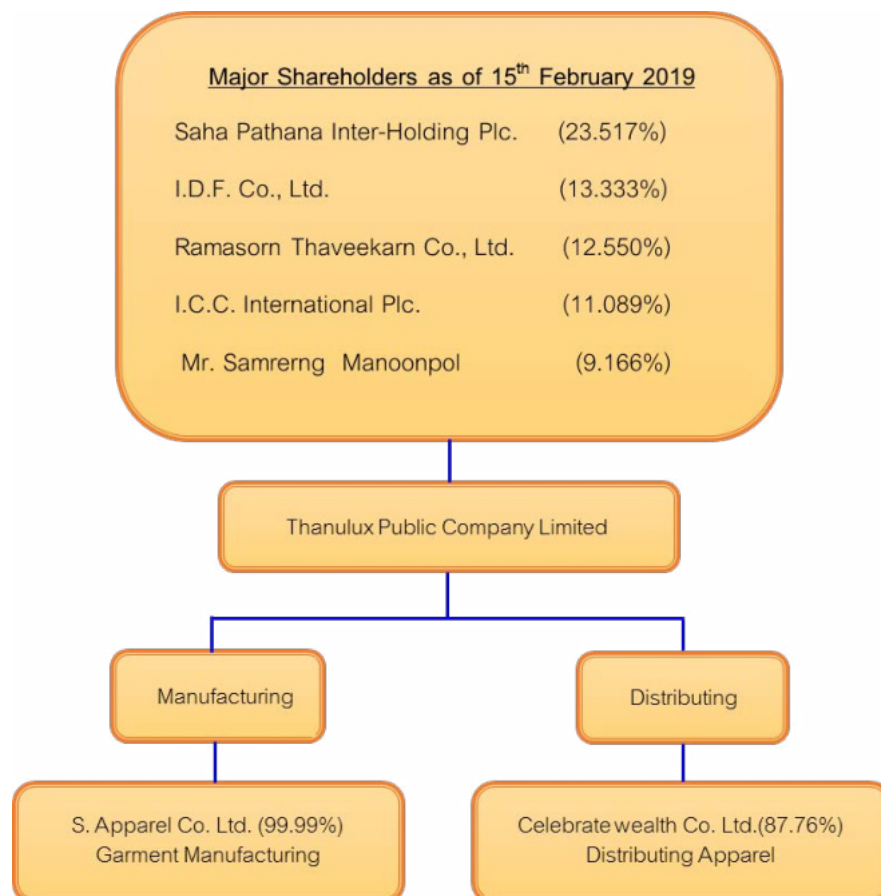 Major Shareholders as of 15th February 2019
Saha Pathana Inter-Holding Plc. (23.517%)
I.D.F. Co., Ltd. (13.333%)
Ramasorn Thaveekarn Co., Ltd. (12.550%)
I.C.C. International Plc. (11.089%)
Mr. Samrerng Manoonpol (9.166%)
Thanulux Public Company Limited
Manufacturing
Distributing
S. Apparel Co. Ltd. (99.99%)
Garment Manufacturing
Celebrate wealth Co. Ltd.(87.76%)
Distributing Apparel